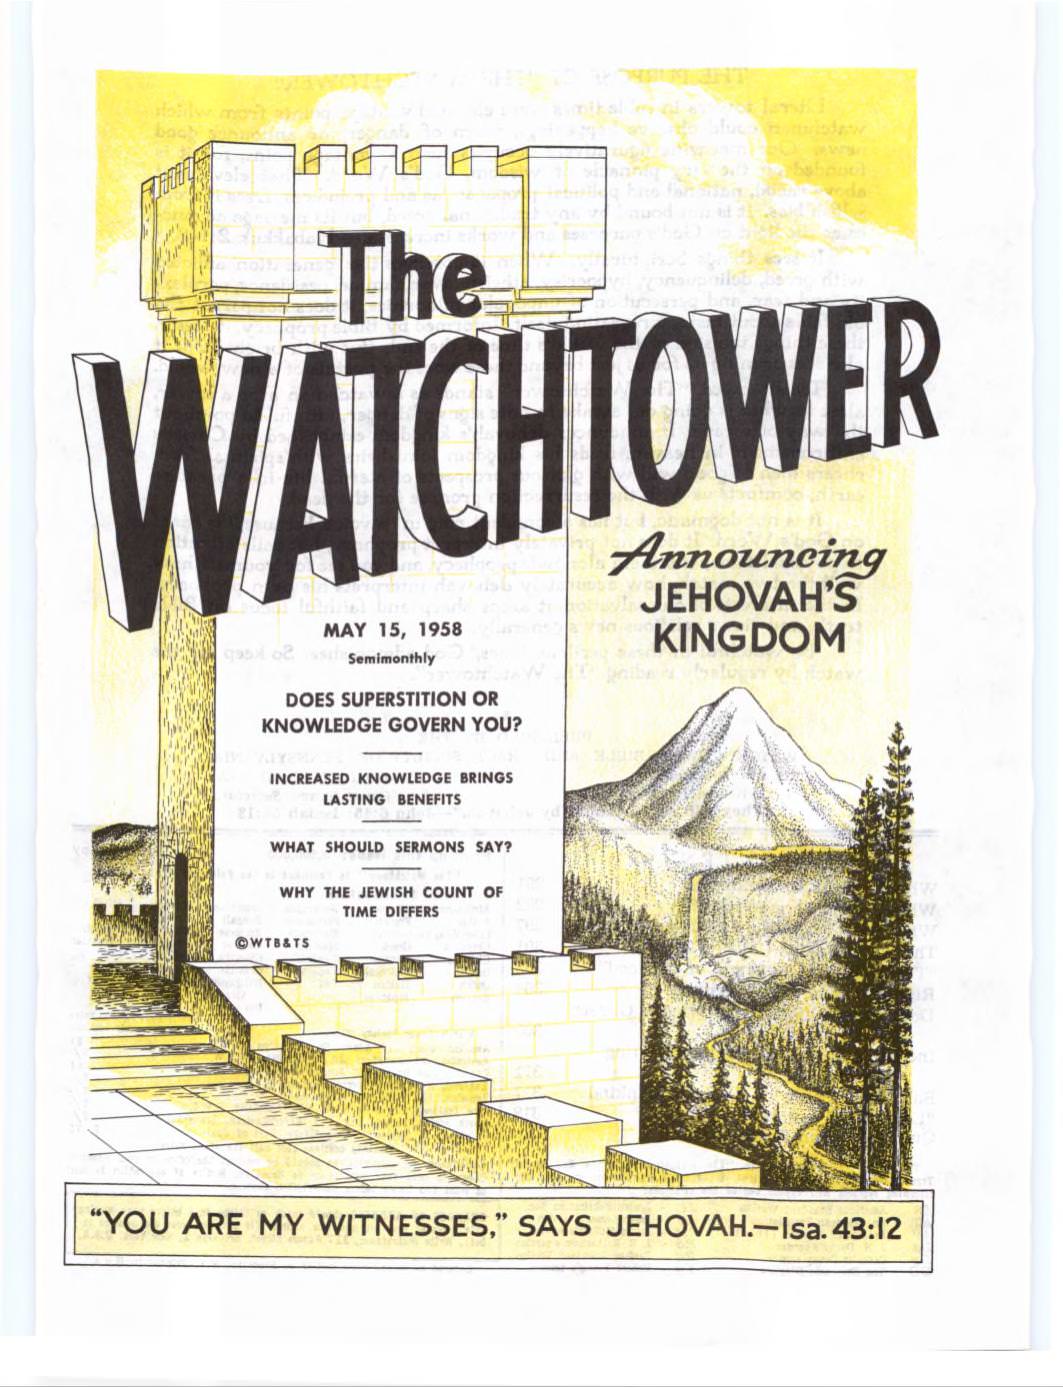 The
WATCHTOWER
Announcing
JEHOVAH'S
KINGDOM
MAY 15, 1958
Semimonthly
DOES SUPERSTITION OR
KNOWLEDGE GOVERN YOU?
INCREASED KNOWLEDGE BRINGS
LASTING BENEFITS
WHAT SHOULD SERMONS SAY?
WHY THE JEWISH COUNT OF
TIME DIFFERS
©WTB&TS
"YOU ARE MY WITNESSES," SAYS JEHOVAH.—Isa. 43:12